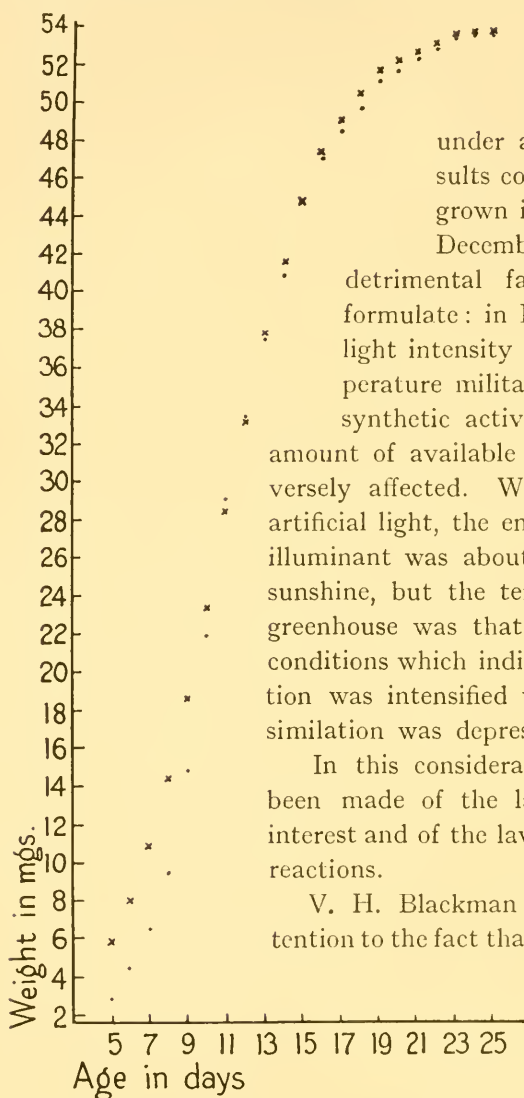 54
52
50
48
46
44
42
40
38
36
34
32
30
28
26
24
22
20
18
16
14
12
10
8
6
4
2
Weight in mgs.
5 7 9 11 13 15 17 19 21 23 25
Age in days
under a
sults co
grown i
Decemb
detrimental fa
formulate: in
light intensity
perature milita
synthetic activ
amount of available
versely affected. W
artificial light, the en
illuminant was about
sunshine, but the te
greenhouse was that
conditions which indi
tion was intensified
similation was depres
In this considera
been made of the la
interest and of the lav
reactions.
V. H. Blackman
tention to the fact tha